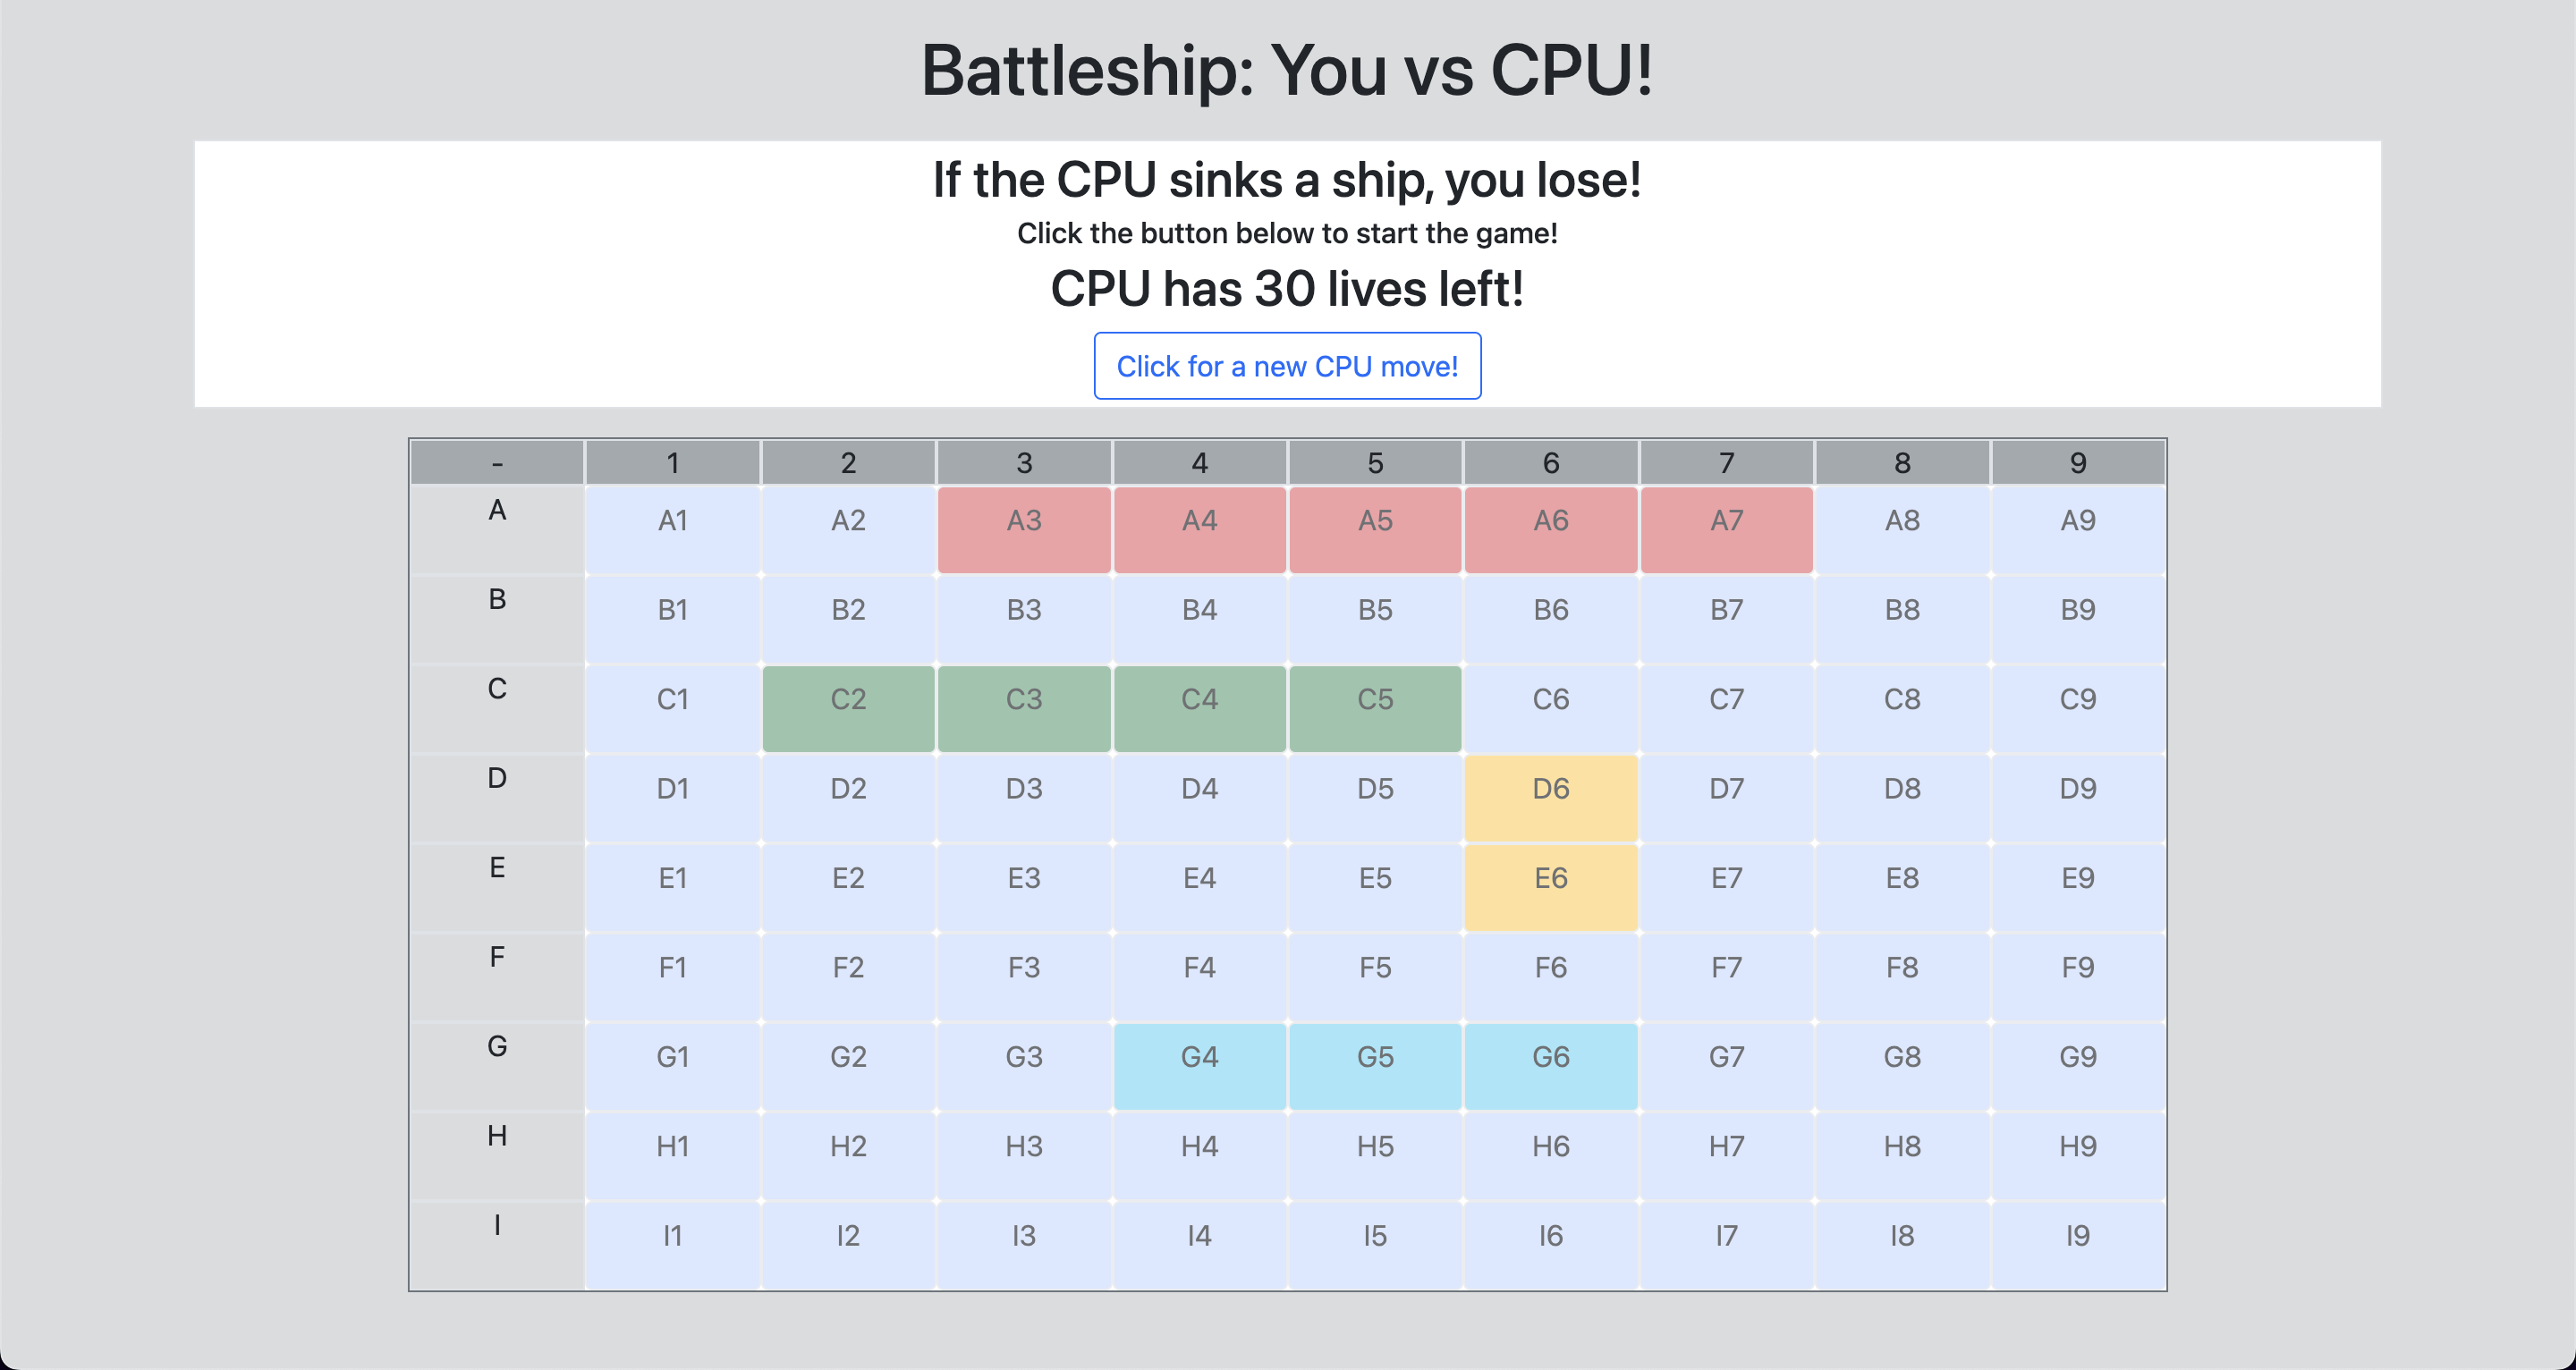 Battleship: You vs CPU!
If the CPU sinks a ship, you lose!
Click the button below to start the game!
CPU has 30 lives left!
Click for a new CPU move!
- 1 2 3 4 5 6 7 8 9
A A1 A2 A3 A4 A5 A6 A7 A8 A9
B B1 B2 B3 B4 B5 B6 B7 B8 B9
C C1 C2 C3 C4 C5 C6 C7 C8 C9
D D1 D2 D3 D4 D5 D6 D7 D8 D9
E E1 E2 E3 E4 E5 E6 E7 E8 E9
F F1 F2 F3 F4 F5 F6 F7 F8 F9
G G1 G2 G3 G4 G5 G6 G7 G8 G9
H H1 H2 H3 H4 H5 H6 H7 H8 H9
I I1 I2 I3 I4 I5 I6 I7 I8 I9